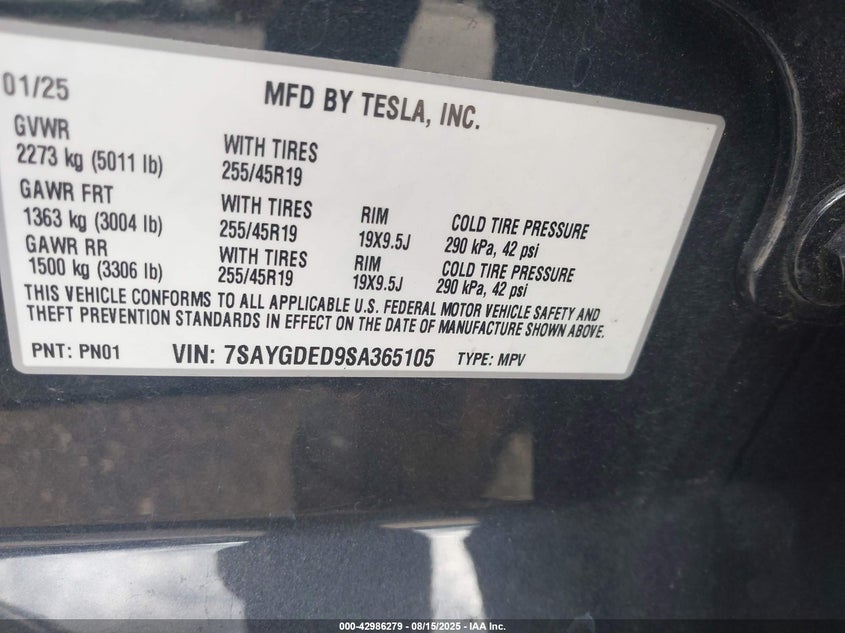 01/25
MFD BY TESLA, INC.
GVWR
2273 kg (5011 lb)
WITH TIRES
255/45R19
GAWR FRT
1363 kg (3004 lb)
WITH TIRES
255/45R19
RIM
19X9.5J
COLD TIRE PRESSURE
290 kPa, 42 psi
GAWR RR
1500 kg (3306 lb)
WITH TIRES
255/45R19
RIM
19X9.5J
COLD TIRE PRESSURE
290 kPa, 42 psi
THIS VEHICLE CONFORMS TO ALL APPLICABLE U.S. FEDERAL MOTOR VEHICLE SAFETY AND
THEFT PREVENTION STANDARDS IN EFFECT ON THE DATE OF MANUFACTURE SHOWN ABOVE.
PNT: PN01 VIN: 7SAYGDED9SA365105 TYPE: MPV
000-42986279 - 08/15/2025 - IAA Inc.